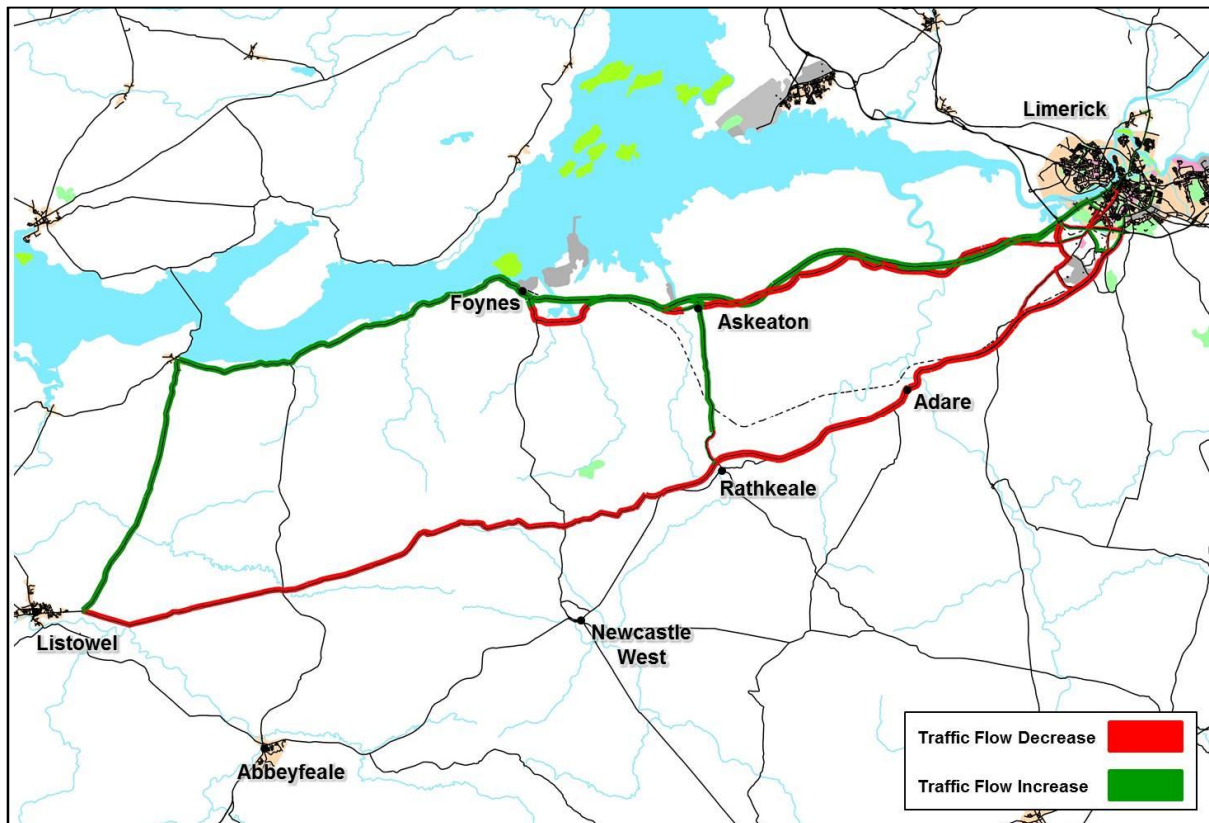 Limerick
Foynes
Askeaton
Adare
Rathkeale
Listowel
Newcastle
West
Abbeyfeale
Traffic Flow Decrease
Traffic Flow Increase